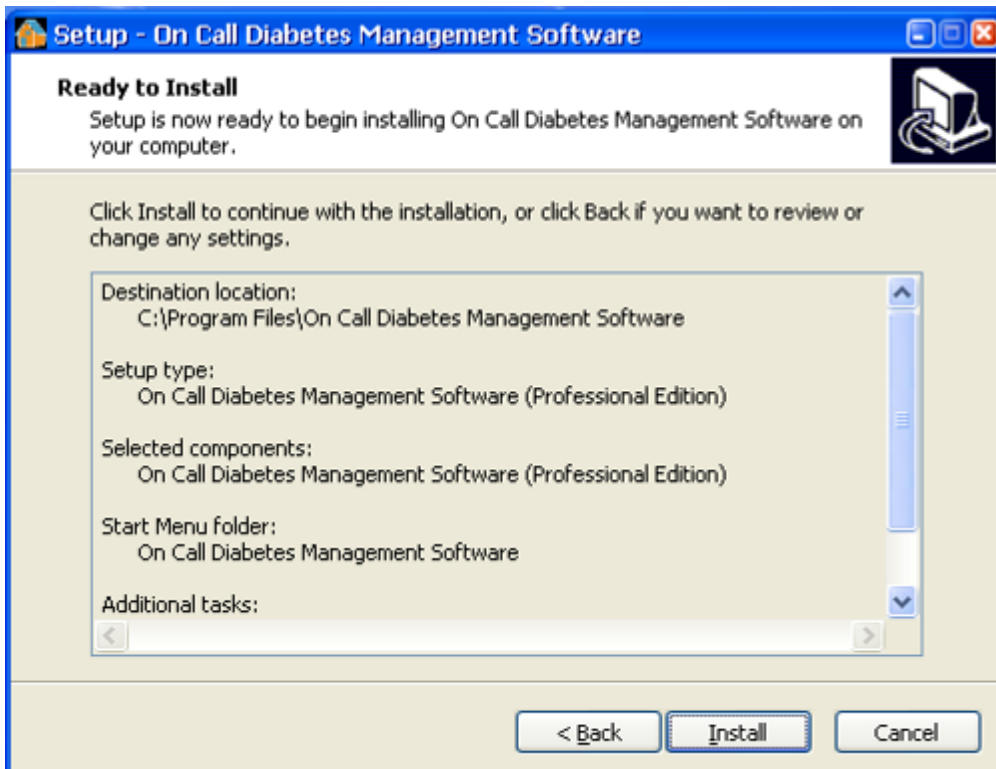 Setup - On Call Diabetes Management Software
Ready to Install
Setup is now ready to begin installing On Call Diabetes Management Software on
your computer.
Click Install to continue with the installation, or click Back if you want to review or
change any settings.
Destination location:
C:\Program Files\On Call Diabetes Management Software
Setup type:
On Call Diabetes Management Software (Professional Edition)
Selected components:
On Call Diabetes Management Software (Professional Edition)
Start Menu folder:
On Call Diabetes Management Software
Additional tasks:
< Back Install Cancel